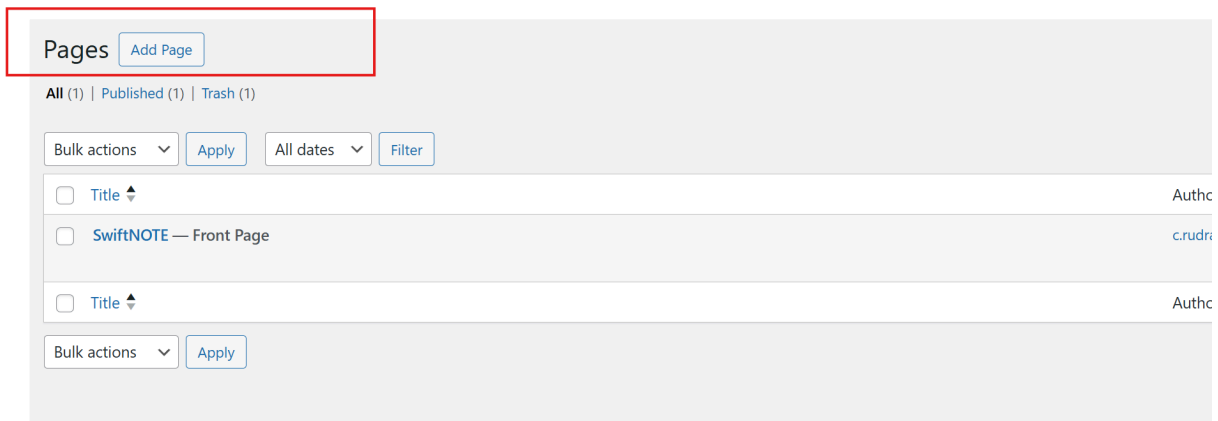 Pages Add Page
All (1) | Published (1) | Trash (1)
Bulk actions Apply All dates Filter
Title
SwiftNOTE — Front Page
Title
Bulk actions Apply